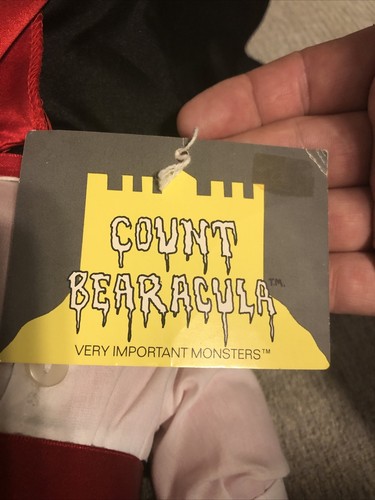 COUNT
BEARACULA™
VERY IMPORTANT MONSTERS™